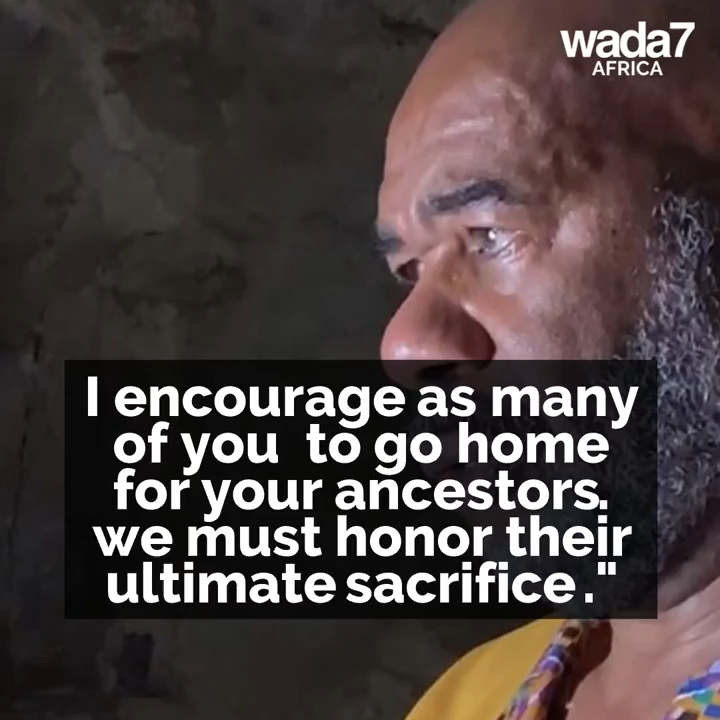 wada7
AFRICA
I encourage as many
of you to go home
for your ancestors.
we must honor their
ultimate sacrifice."